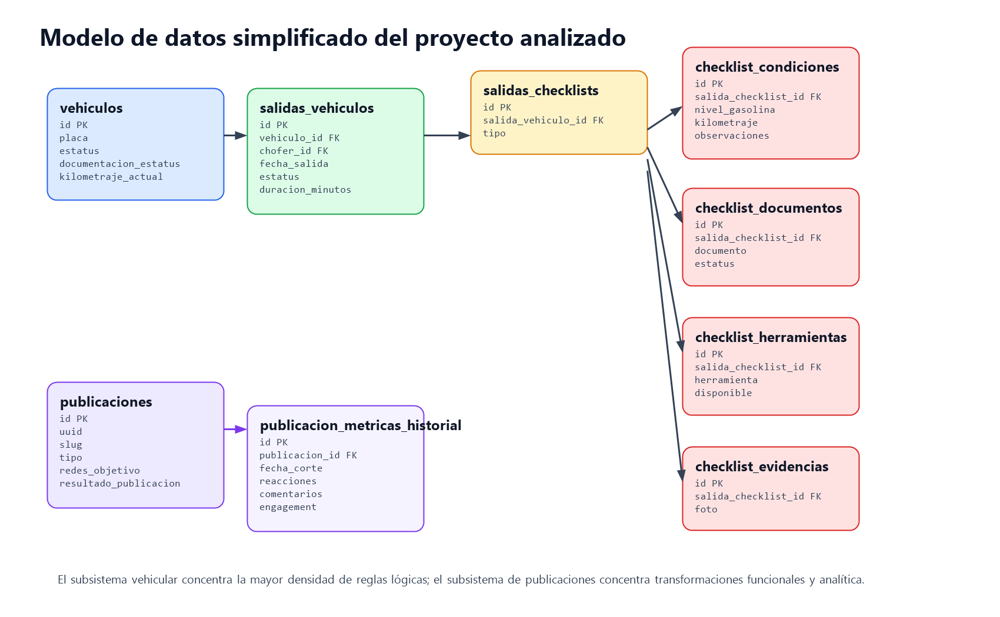 Modelo de datos simplificado del proyecto analizado
vehiculos
id PK
placa
estatus
documentacion_estatus
kilometraje_actual
salidas_vehiculos
id PK
vehiculo_id FK
chofer_id FK
fecha_salida
estatus
duracion_minutos
salidas_checklists
id PK
salida_vehiculo_id FK
tipo
checklist_condiciones
id PK
salida_checklist_id FK
nivel_gasolina
kilometraje
observaciones
checklist_documentos
id PK
salida_checklist_id FK
documento
estatus
checklist_herramientas
id PK
salida_checklist_id FK
herramienta
disponible
checklist_evidencias
id PK
salida_checklist_id FK
foto
publicaciones
id PK
uuid
slug
tipo
redes_objetivo
resultado_publicacion
publicacion_metricas_historial
id PK
publicacion_id FK
fecha_corte
reacciones
comentarios
engagement
El subsistema vehicular concentra la mayor densidad de reglas lógicas; el subsistema de publicaciones concentra transformaciones funcionales y analítica.